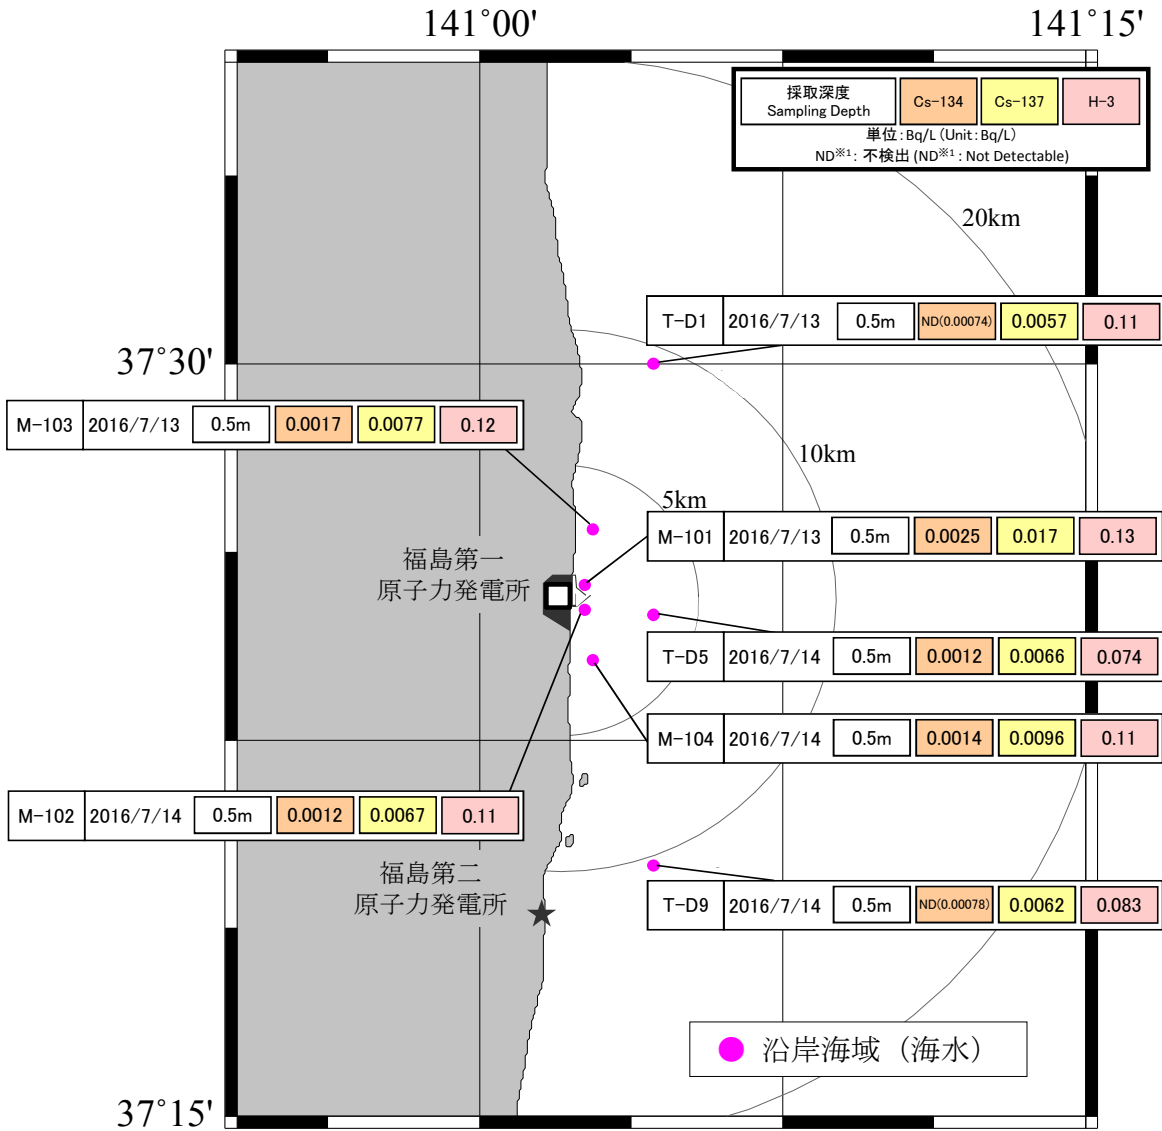 141°00'
141°15'
採取深度
Sampling Depth
Cs-134
Cs-137
H-3
単位:Bq/L (Unit:Bq/L)
ND※1: 不検出 (ND※1: Not Detectable)
20km
T-D1 2016/7/13 0.5m ND(0.00074) 0.0057 0.11
37°30'
M-103 2016/7/13 0.5m 0.0017 0.0077 0.12
10km
5km
M-101 2016/7/13 0.5m 0.0025 0.017 0.13
福島第一
原子力発電所
T-D5 2016/7/14 0.5m 0.0012 0.0066 0.074
M-104 2016/7/14 0.5m 0.0014 0.0096 0.11
M-102 2016/7/14 0.5m 0.0012 0.0067 0.11
福島第二
原子力発電所
T-D9 2016/7/14 0.5m ND(0.00078) 0.0062 0.083
沿岸海域（海水）
37°15'